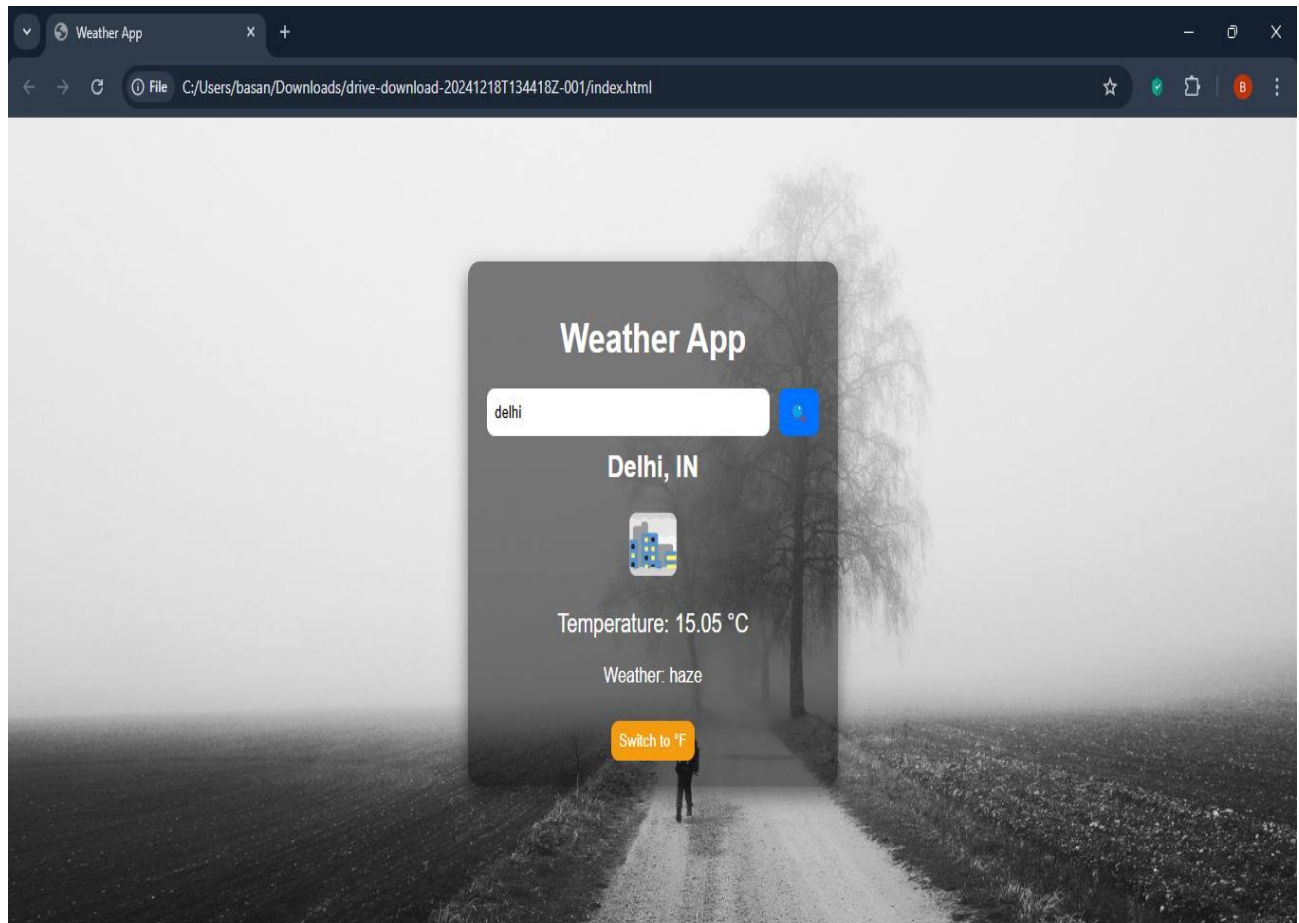 Weather App
File C:/Users/basan/Downloads/drive-download-20241218T134418Z-001/index.html
B
Weather App
delhi
Delhi, IN
Temperature: 15.05 °C
Weather: haze
Switch to °F